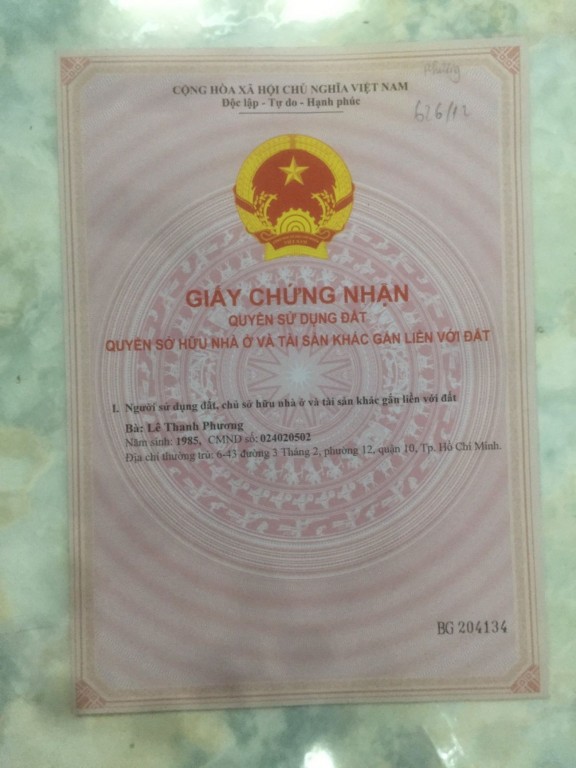 Phương
626/12
CỘNG HÒA XÃ HỘI CHỦ NGHĨA VIỆT NAM
Độc lập - Tự do - Hạnh phúc
VIỆT NAM
GIẤY CHỨNG NHẬN
QUYỀN SỬ DỤNG ĐẤT
QUYỀN SỞ HỮU NHÀ Ở VÀ TÀI SẢN KHÁC GẮN LIỀN VỚI ĐẤT
I. Người sử dụng đất, chủ sở hữu nhà ở và tài sản khác gắn liền với đất
Bà: Lê Thanh Phương
Năm sinh: 1985, CMND số: 024020502
Địa chỉ thường trú: 6-43 đường 3 Tháng 2, phường 12, quận 10, Tp. Hồ Chí Minh.
BG 204134